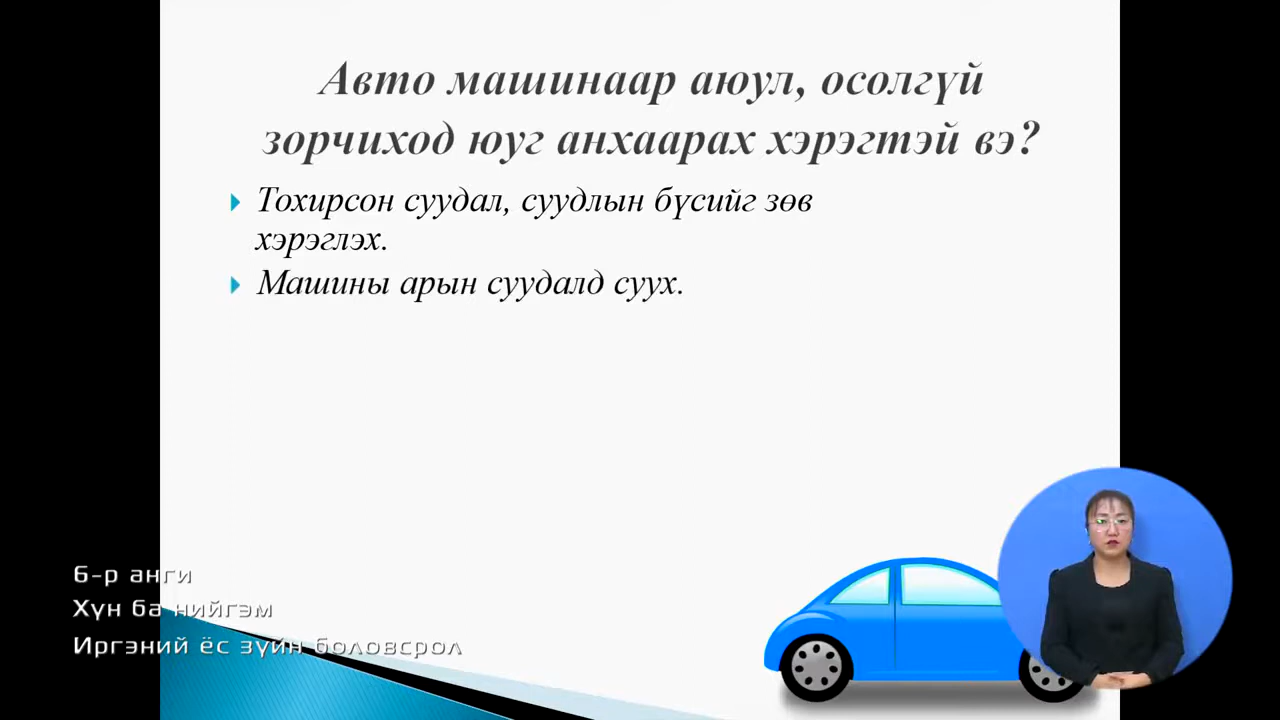 Авто машинаар аюул, осолгүй
зорчиход юуг анхаарах хэрэгтэй вэ?
Тохирсон суудал, суудлын бүсийг зөв
хэрэглэх.
Машины арын суудалд суух.
6-р анги
Хүн ба нийгэм
Иргэний ёс зүйн боловсрол